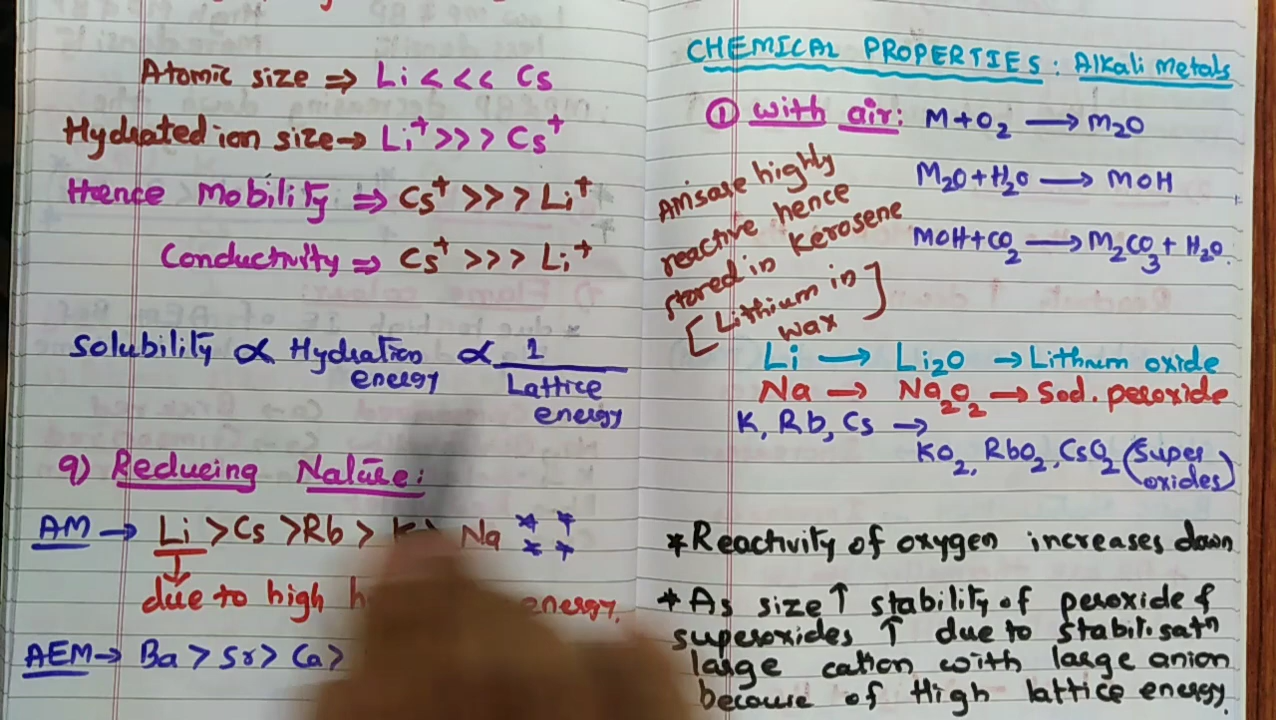 Atomic size ⇒ Li < < < Cs
Hydrated ion size → Li⁺ > > > Cs⁺
Hence Mobility ⇒ Cs⁺ > > > Li⁺
Conductivity ⇒ Cs⁺ > > > Li⁺
Solubility ∝ Hydration energy ∝ 1 / Lattice energy
9) Reducing Nature:
AM → Li > Cs > Rb > K > Na ** **
due to high energy.
AEM → Ba > Sr > Ca >
CHEMICAL PROPERTIES: Alkali metals
① with air: M + O₂ → M₂O
M₂O + H₂O → MOH
MOH + CO₂ → M₂CO₃ + H₂O
AMs are highly
reactive hence
stored in Kerosene
[Lithium in
wax]
Li → Li₂O → Lithium oxide
Na → Na₂O₂ → Sod. peroxide
K, Rb, Cs →
KO₂, RbO₂, CsO₂ (Super
oxides)
* Reactivity of oxygen increases down
* As size ↑ stability of peroxide &
superoxides ↑ due to stabilisatn
large cation with large anion
because of High lattice energy.